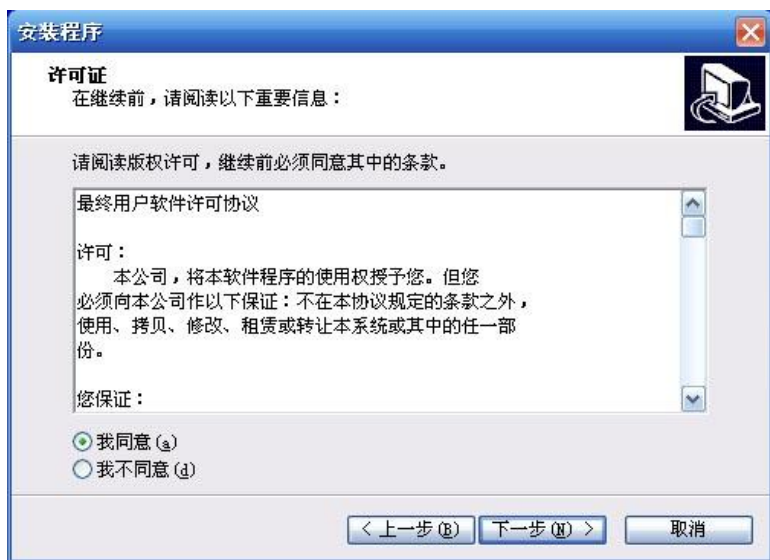 安装程序
许可证
在继续前，请阅读以下重要信息：
请阅读版权许可，继续前必须同意其中的条款。
最终用户软件许可协议
许可：
本公司，将本软件程序的使用权授予您。但您
必须向本公司作以下保证：不在本协议规定的条款之外，
使用、拷贝、修改、租赁或转让本系统或其中的任一部
份。
您保证：
我同意(a)
我不同意(d)
< 上一步(B) 下一步(N) > 取消